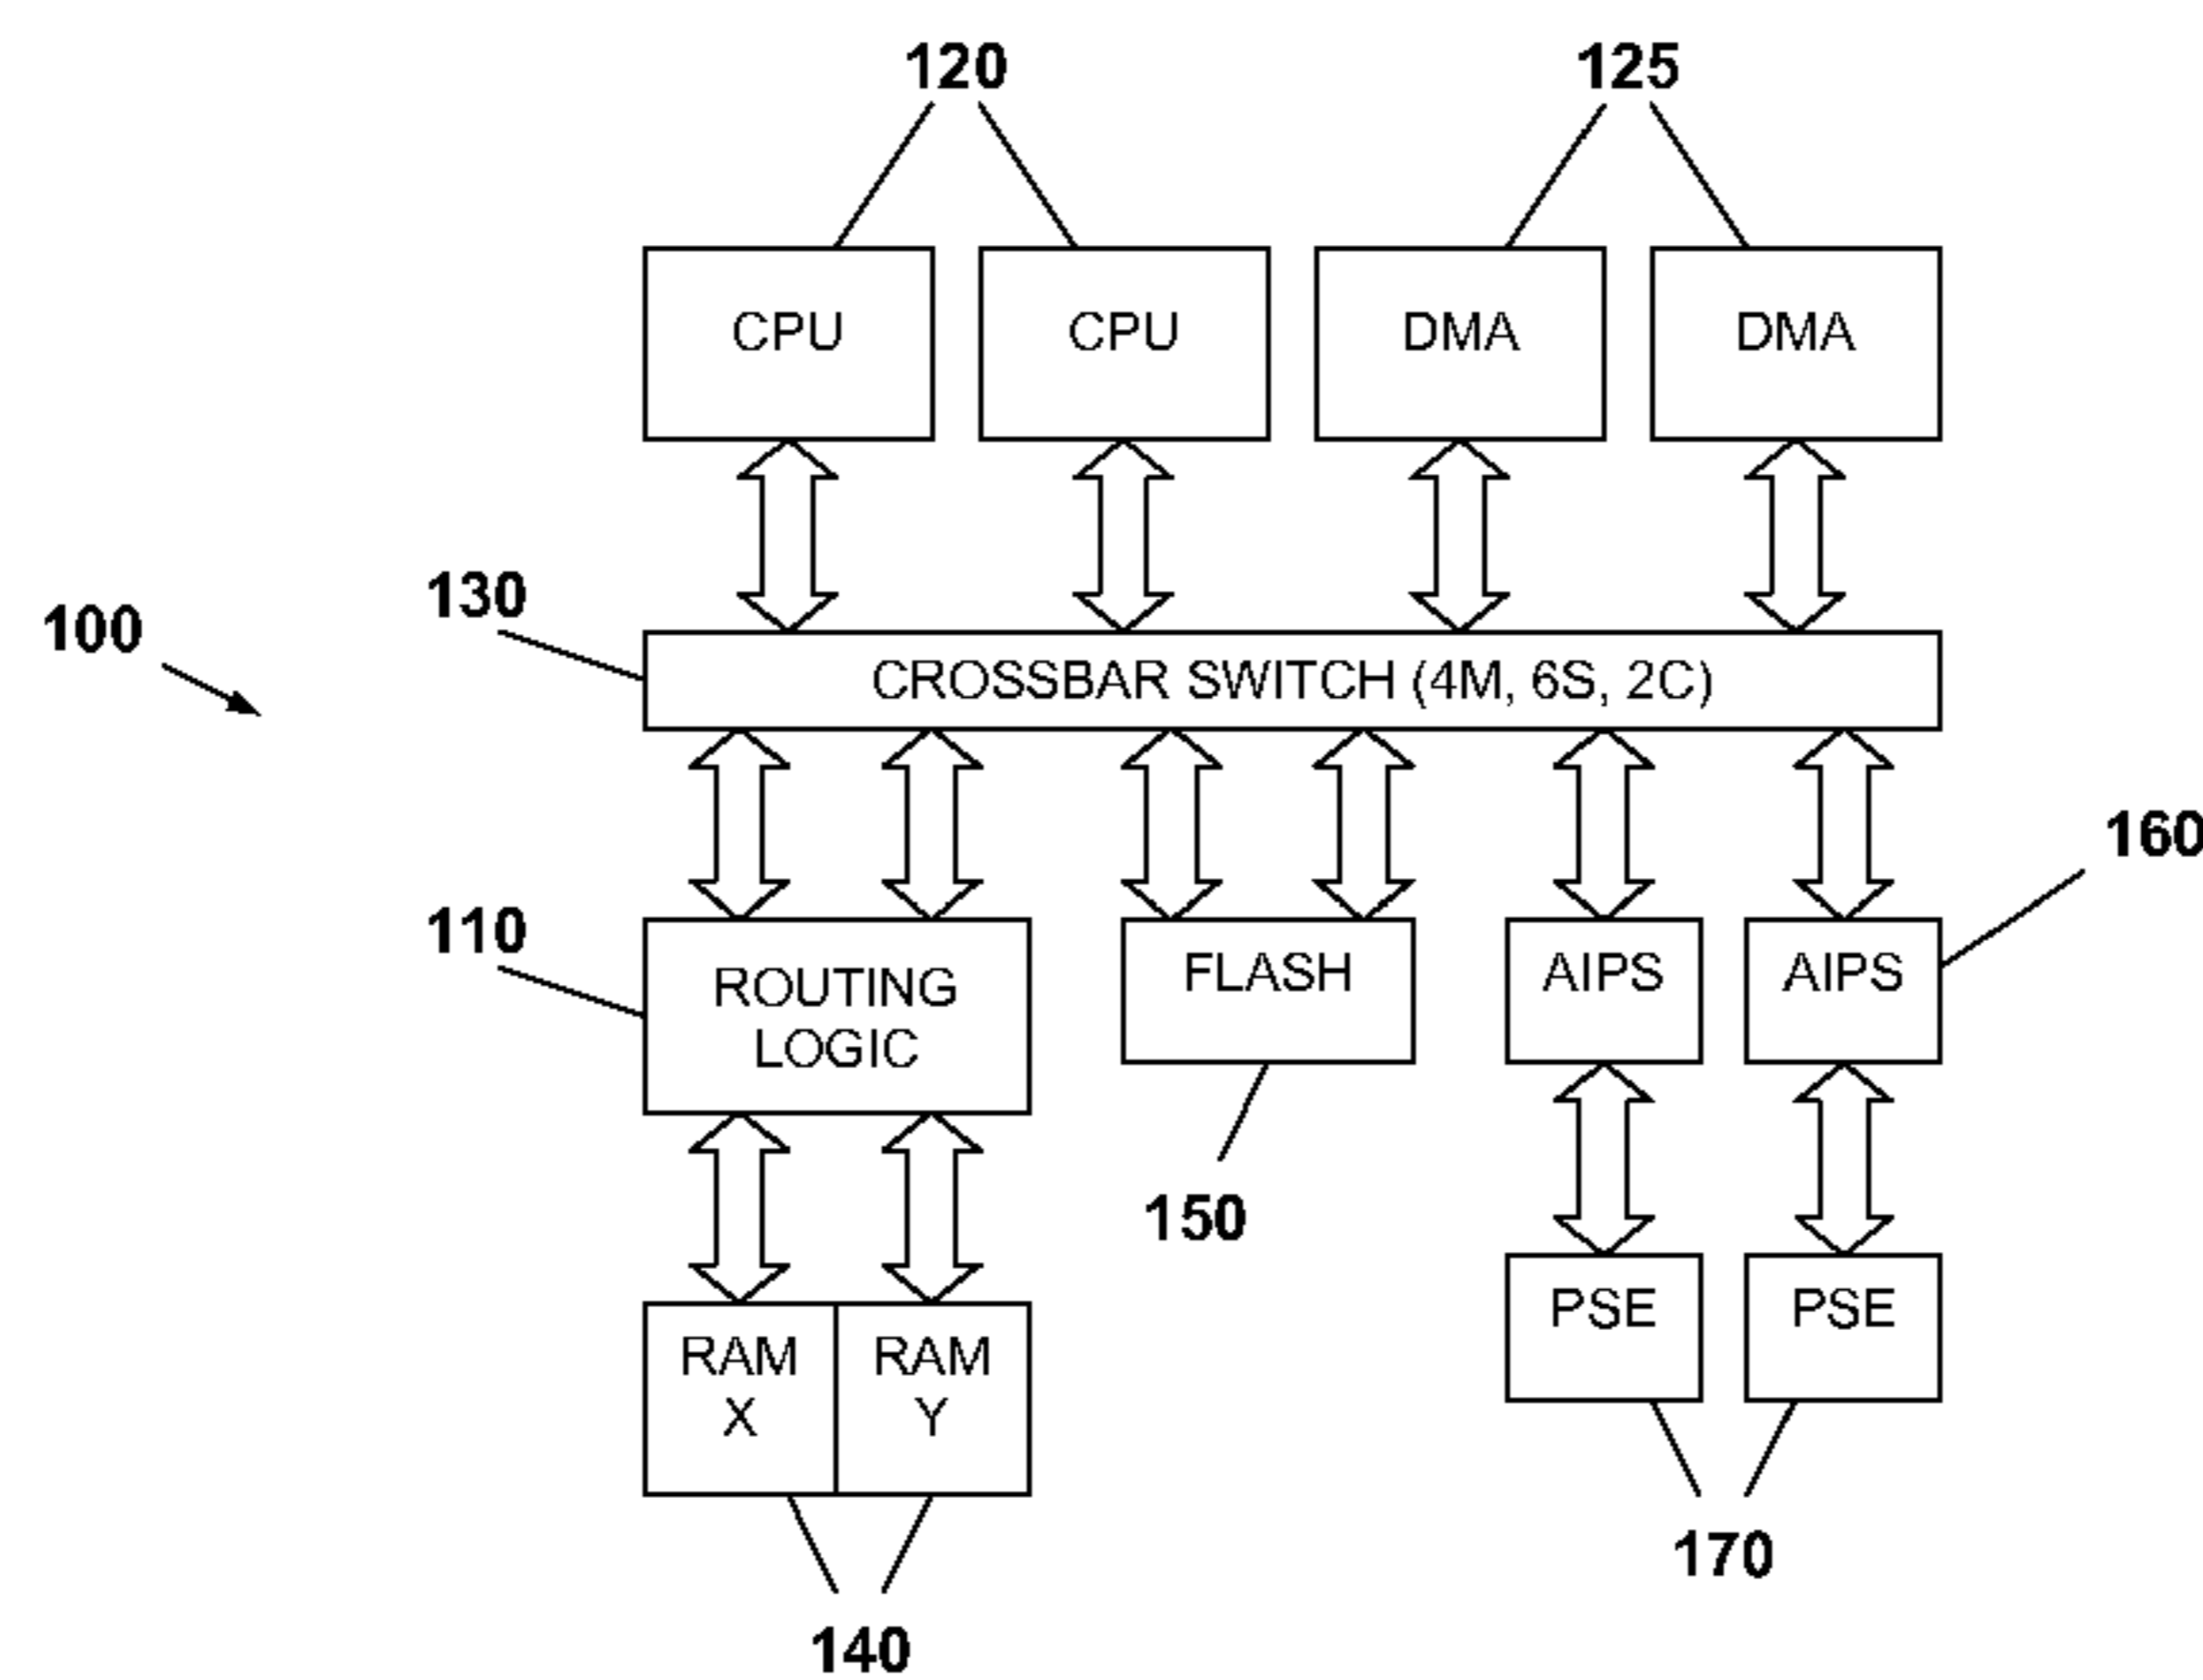 120
125
CPU
CPU
DMA
DMA
130
100
CROSSBAR SWITCH (4M, 6S, 2C)
160
110
ROUTING
LOGIC
FLASH
AIPS
AIPS
150
PSE
PSE
RAM
X
RAM
Y
170
140